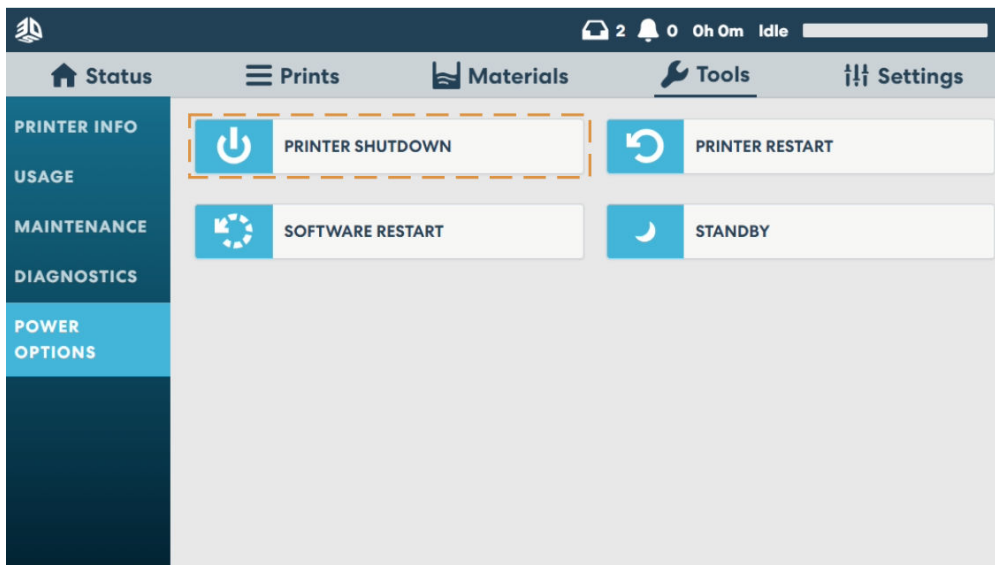 3D
2 0 0h 0m Idle
Status Prints Materials Tools Settings
PRINTER INFO
USAGE
MAINTENANCE
DIAGNOSTICS
POWER
OPTIONS
PRINTER SHUTDOWN PRINTER RESTART
SOFTWARE RESTART STANDBY